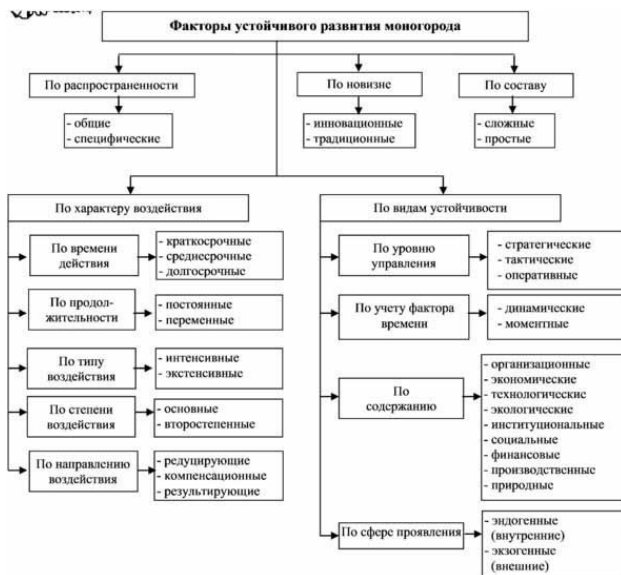 Факторы устойчивого развития моногорода
По распространенности
По новизне
По составу
- общие
- специфические
- инновационные
- традиционные
- сложные
- простые
По характеру воздействия
По времени
действия
- краткосрочные
- среднесрочные
- долгосрочные
По продол-
жительности
- постоянные
- переменные
По типу
воздействия
- интенсивные
- экстенсивные
По степени
воздействия
- основные
- второстепенные
По направлению
воздействия
- редуцирующие
- компенсационные
- результирующие
По видам устойчивости
По уровню
управления
- стратегические
- тактические
- оперативные
По учету фактора
времени
- динамические
- моментные
По
содержанию
- организационные
- экономические
- технологические
- экологические
- институциональные
- социальные
- финансовые
- производственные
- природные
По сфере проявления
- эндогенные
(внутренние)
- экзогенные
(внешние)